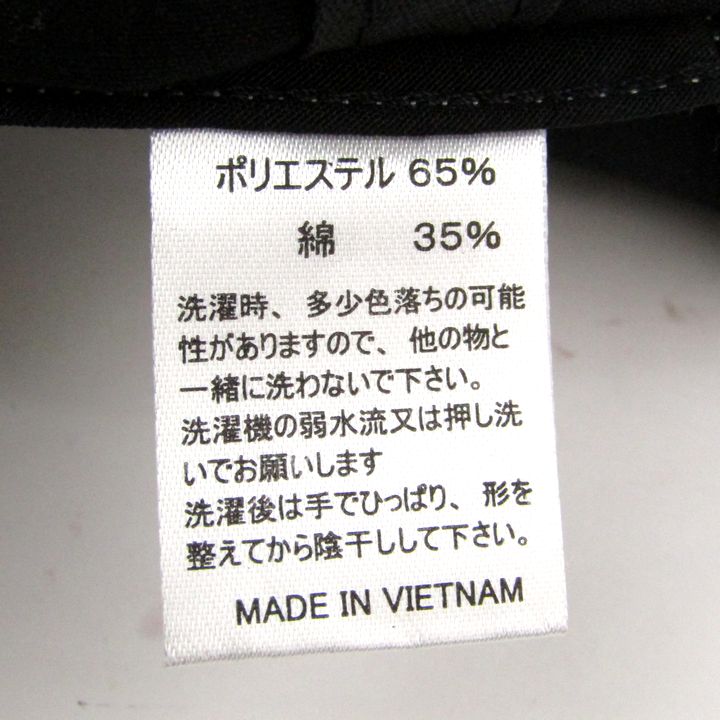 ポリエステル 65%
綿 35%
洗濯時、多少色落ちの可能
性がありますので、他の物と
一緒に洗わないで下さい。
洗濯機の弱水流又は押し洗
いでお願いします
洗濯後は手でひっぱり、形を
整えてから陰干しして下さい。
MADE IN VIETNAM